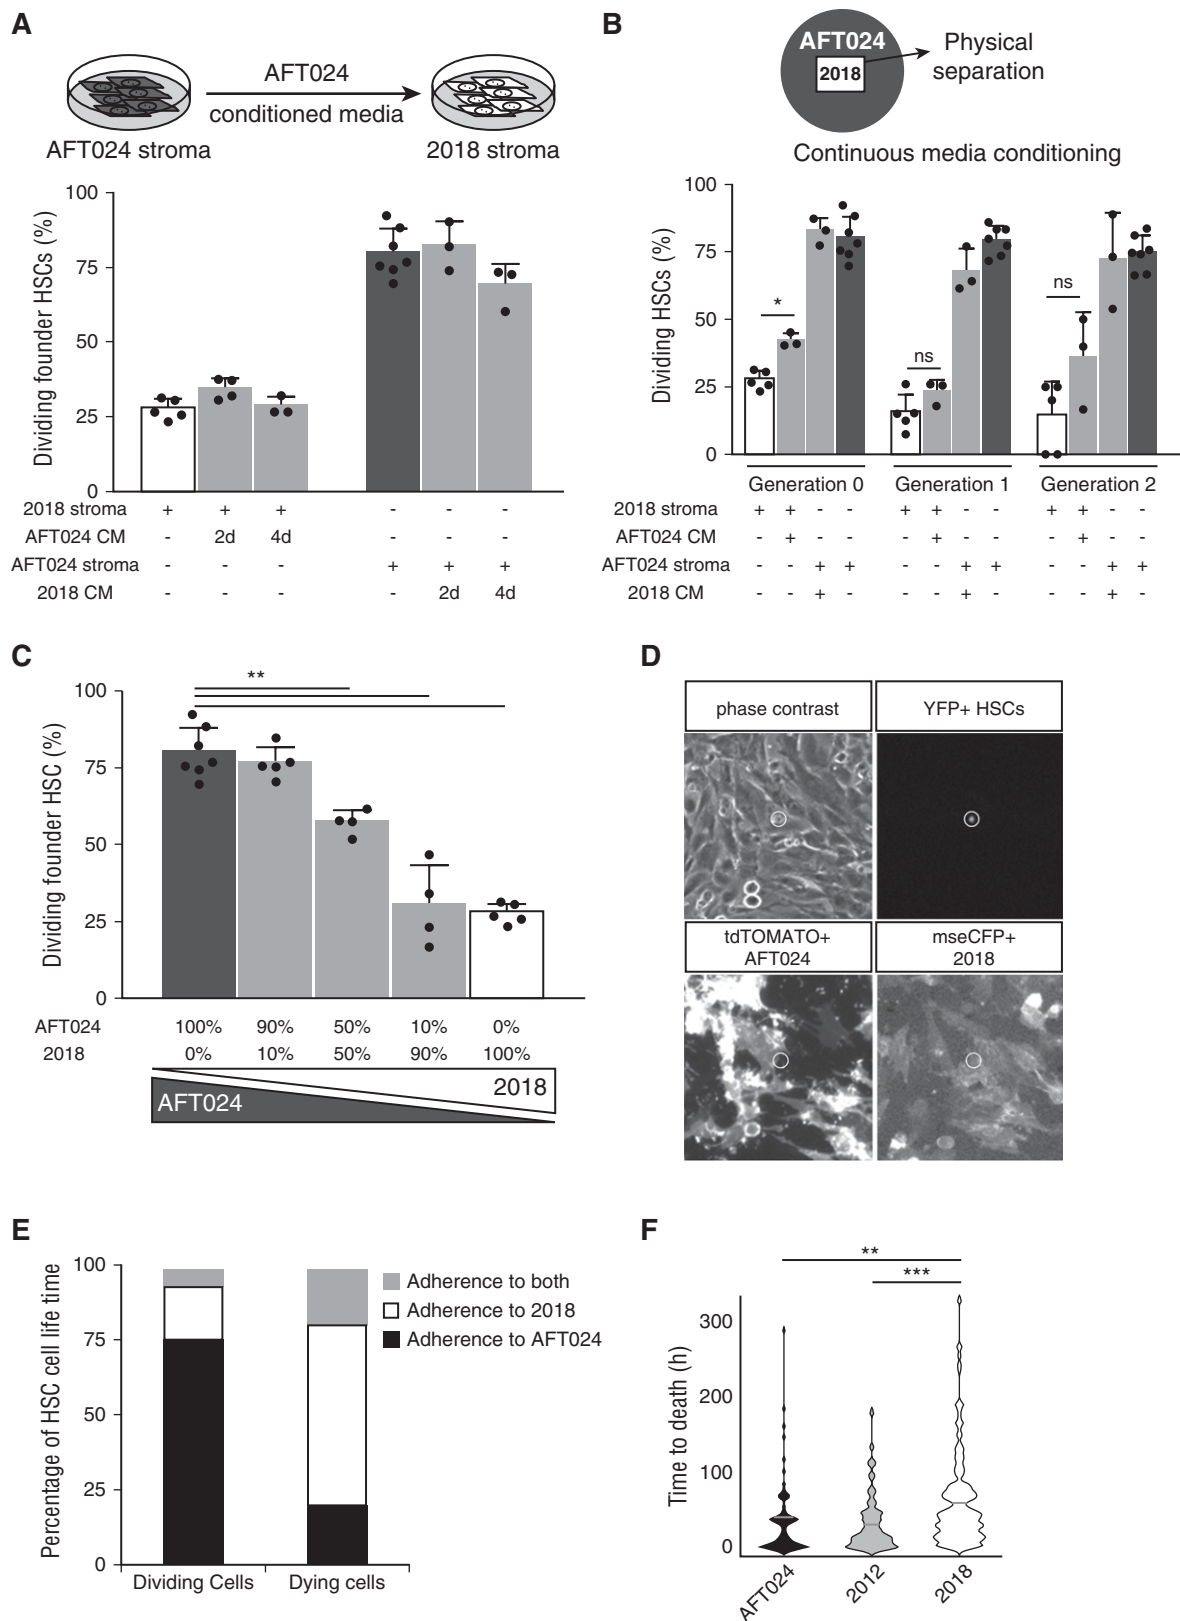 A
AFT024
conditioned media
AFT024 stroma
2018 stroma
Dividing founder HSCs (%)
100
75
50
25
0
2018 stroma + + + - - -
AFT024 CM - 2d 4d - - -
AFT024 stroma - - - + + +
2018 CM - - - - 2d 4d
B
AFT024
2018
Physical
separation
Continuous media conditioning
Dividing HSCs (%)
100
75
50
25
0
*
ns
ns
Generation 0 Generation 1 Generation 2
2018 stroma + + - - + + - - + + - -
AFT024 CM - + - - - + - - - + - -
AFT024 stroma - - + + - - + + - - + +
2018 CM - - + - - - + - - - + -
C
Dividing founder HSC (%)
100
75
50
25
0
**
AFT024 100% 90% 50% 10% 0%
2018 0% 10% 50% 90% 100%
2018
AFT024
D
phase contrast
YFP+ HSCs
tdTOMATO+
AFT024
mseCFP+
2018
E
Percentage of HSC cell life time
100
75
50
25
0
Dividing Cells Dying cells
Adherence to both
Adherence to 2018
Adherence to AFT024
F
**
***
Time to death (h)
300
200
100
0
AFT024
2012
2018